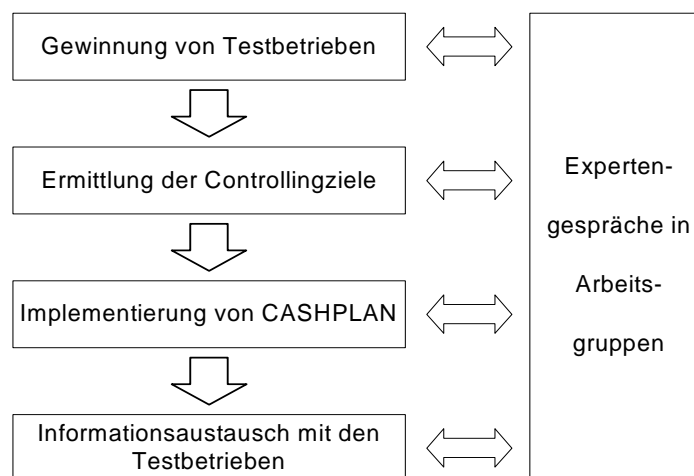 Gewinnung von Testbetrieben
Ermittlung der Controllingziele
Implementierung von CASHPLAN
Informationsaustausch mit den
Testbetrieben
Experten-
gespräche in
Arbeits-
gruppen